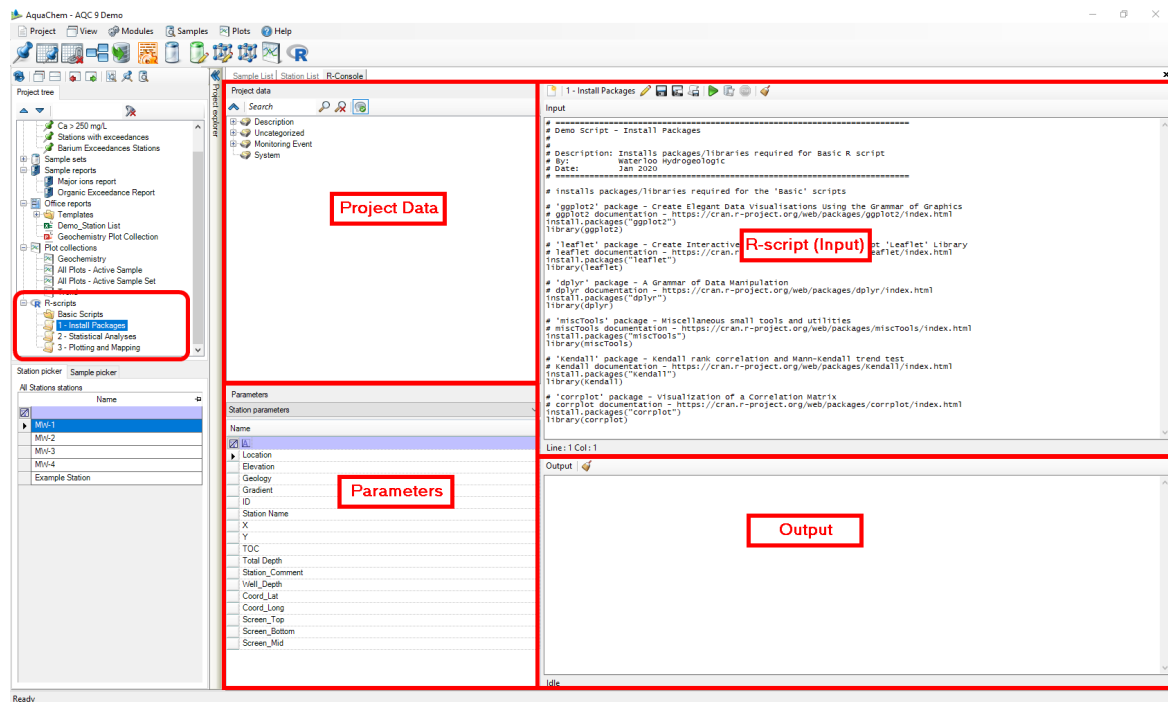 AquaChem - AQC 9 Demo
Project View Modules Samples Plots Help
Sample List Station List R-Console
Project tree
Ca > 250 mg/L
Stations with exceedances
Barium Exceedances Stations
Sample sets
Sample reports
Major ions report
Organic Exceedance Report
Office reports
Templates
Demo_Station List
Geochemistry Plot Collection
Plot collections
Geochemistry
All Plots - Active Sample
All Plots - Active Sample Set
R-scripts
Basic Scripts
1 - Install Packages
2 - Statistical Analyses
3 - Plotting and Mapping
Station picker Sample picker
All Stations stations
Name
MW-1
MW-2
MW-3
MW-4
Example Station
Project explorer
Project data
Search
Description
Uncategorized
Monitoring Event
System
Project Data
Parameters
Station parameters
Name
Location
Elevation
Geology
Gradient
ID
Station Name
X
Y
TOC
Total Depth
Station_Comment
Well_Depth
Coord_Lat
Coord_Long
Screen_Top
Screen_Bottom
Screen_Mid
Parameters
1 - Install Packages
Input
# ==========================================================================
# Demo Script - Install Packages
#
#
# Description: Installs packages/libraries required for Basic R script
# By: Waterloo Hydrogeologic
# Date: Jan 2020
# ==========================================================================
# installs packages/libraries required for the 'Basic' scripts
# 'ggplot2' package - Create Elegant Data Visualisations Using the Grammar of Graphics
# ggplot2 documentation - https://cran.r-project.org/web/packages/ggplot2/index.html
install.packages("ggplot2")
library(ggplot2)
# 'leaflet' package - Create Interactive 'Leaflet' Library
# leaflet documentation - https://cran.r- eaflet/index.html
install.packages("leaflet")
library(leaflet)
R-script (Input)
# 'dplyr' package - A Grammar of Data Manipulation
# dplyr documentation - https://cran.r-project.org/web/packages/dplyr/index.html
install.packages("dplyr")
library(dplyr)
# 'miscTools' package - Miscellaneous small tools and utilities
# miscTools documentation - https://cran.r-project.org/web/packages/miscTools/index.html
install.packages("miscTools")
library(miscTools)
# 'Kendall' package - Kendall rank correlation and Mann-Kendall trend test
# Kendall documentation - https://cran.r-project.org/web/packages/Kendall/index.html
install.packages("Kendall")
library(Kendall)
# 'corrplot' package - Visualization of a Correlation Matrix
# corrplot documentation - https://cran.r-project.org/web/packages/corrplot/index.html
install.packages("corrplot")
library(corrplot)
Line : 1 Col : 1
Output
Output
Idle
Ready